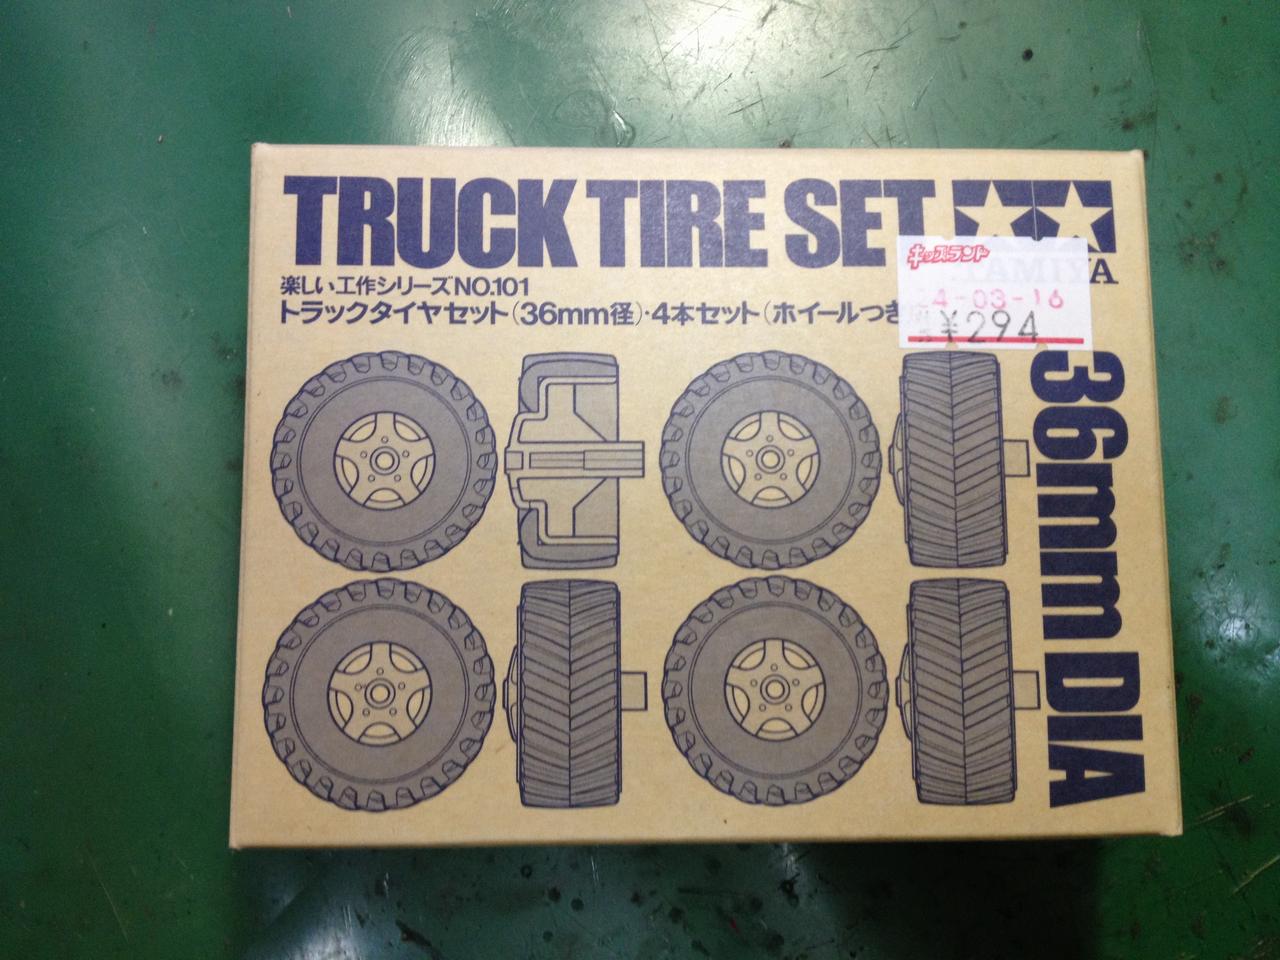 TRUCK TIRE SET
キッズランド
TAMIYA
楽しい工作シリーズNO.101
24-03-16
トラックタイヤセット(36mm径)・4本セット(ホイールつき
¥294
36mm DIA